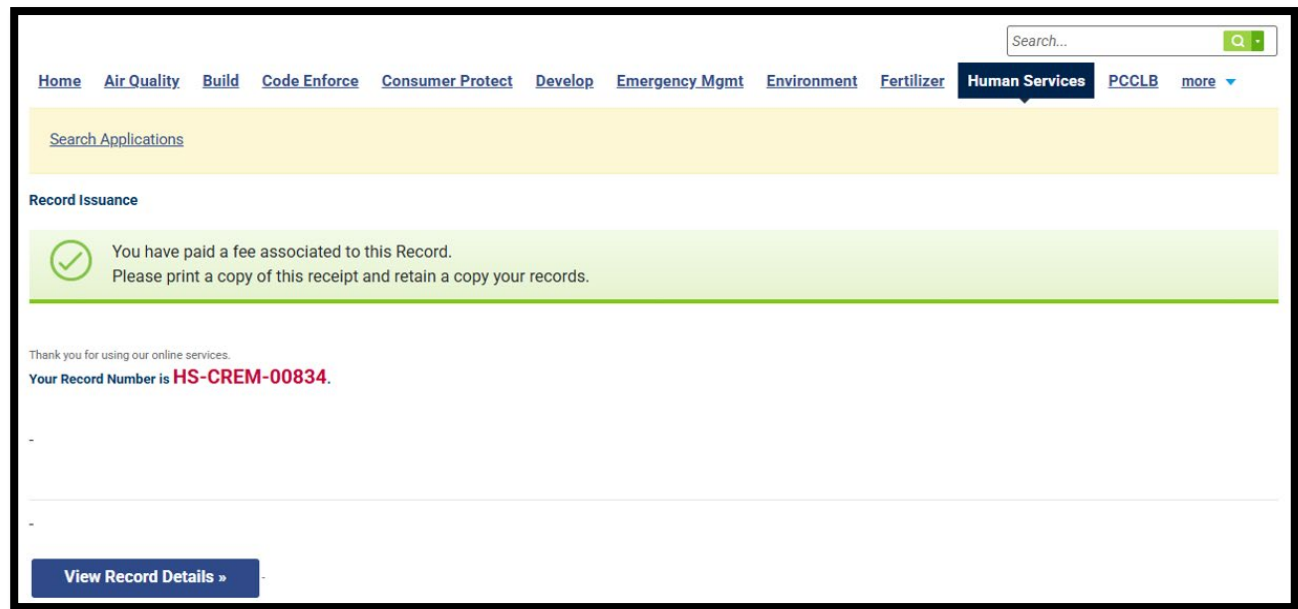 Search...
Home Air Quality Build Code Enforce Consumer Protect Develop Emergency Mgmt Environment Fertilizer Human Services PCCLB more
Search Applications
Record Issuance
You have paid a fee associated to this Record.
Please print a copy of this receipt and retain a copy your records.
Thank you for using our online services.
Your Record Number is HS-CREM-00834.
-
-
View Record Details » -